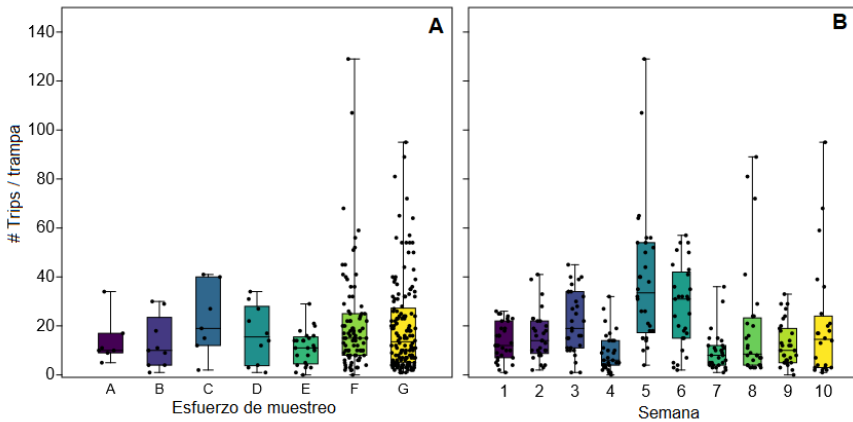 A
B
# Trips / trampa
140
120
100
80
60
40
20
0
A B C D E F G
1 2 3 4 5 6 7 8 9 10
Esfuerzo de muestreo
Semana